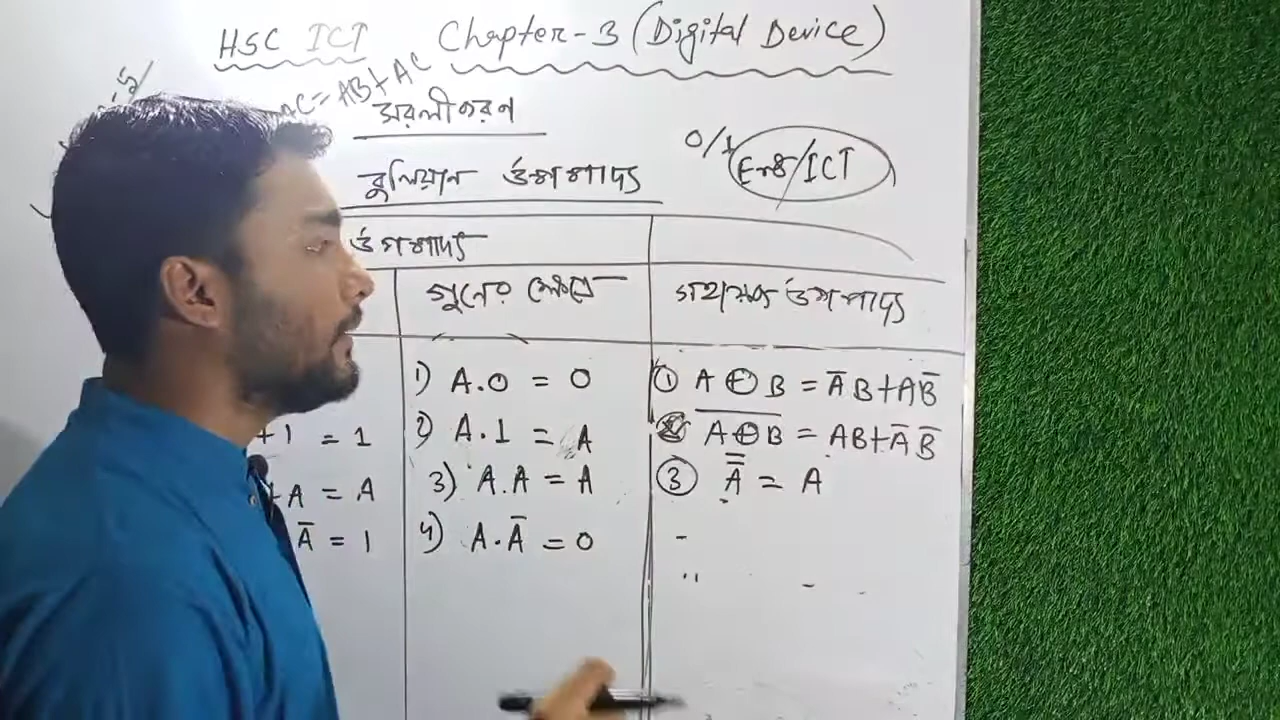 HSC ICT Chapter-3 (Digital Device)
C = AB + AC
সরলীকরণ
0/1 Eng/ICT
বুলিয়ান উপপাদ্য
উপপাদ্য
গুনের ক্ষেত্রে
সহায়ক উপপাদ্য
+1 = 1
+A = A
A̅ = 1
1) A.0 = 0
2) A.1 = A
3) A.A = A
4) A.A̅ = 0
① A ⊕ B = A̅B + AB̅
A̅ ⊕̅ B̅ = AB + A̅ B̅
③ A̿ = A